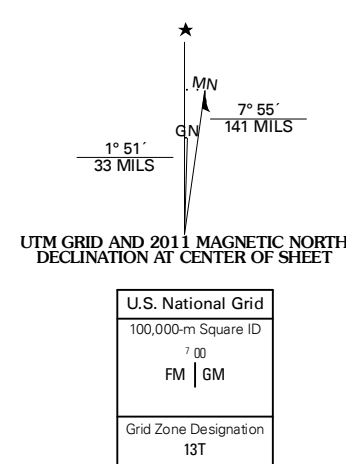 ★
MN
7° 55´
141 MILS
GN
1° 51´
33 MILS
UTM GRID AND 2011 MAGNETIC NORTH
DECLINATION AT CENTER OF SHEET
U.S. National Grid
100,000-m Square ID
7 00
FM GM
Grid Zone Designation
13T